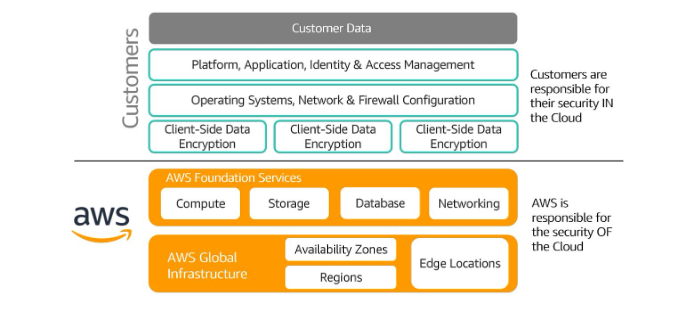 Customers
Customer Data
Platform, Application, Identity & Access Management
Operating Systems, Network & Firewall Configuration
Client-Side Data
Encryption
Client-Side Data
Encryption
Client-Side Data
Encryption
Customers are
responsible for
their security IN
the Cloud
aws
AWS Foundation Services
Compute
Storage
Database
Networking
AWS Global
Infrastructure
Availability Zones
Regions
Edge Locations
AWS is
responsible for
the security OF
the Cloud